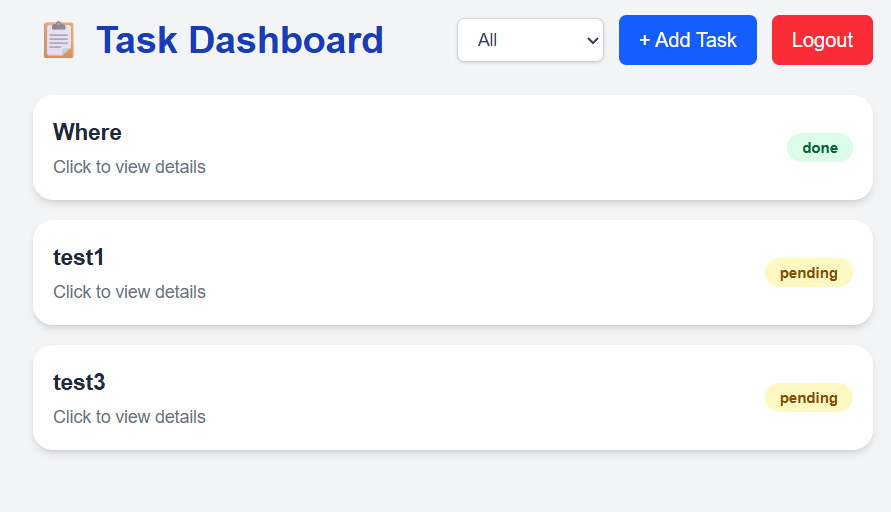 Task Dashboard
All
+ Add Task
Logout
Where
Click to view details
done
test1
Click to view details
pending
test3
Click to view details
pending